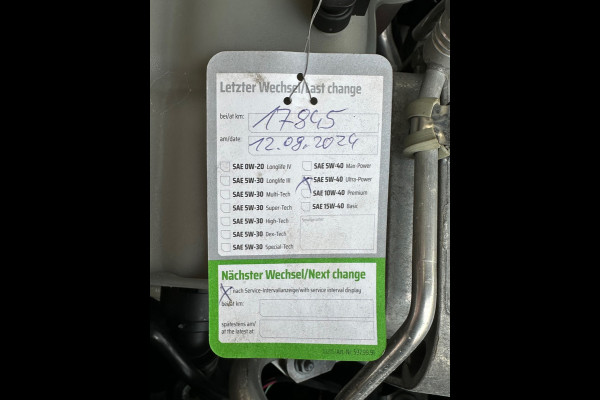 Letzter Wechsel/Last change
bei/at km: 17845
am/date: 12.09.2024
SAE 0W-20 Longlife IV
SAE 5W-30 Longlife III
SAE 5W-30 Multi-Tech
SAE 5W-30 Super-Tech
SAE 5W-30 High-Tech
SAE 5W-30 Dex-Tech
SAE 5W-30 Special-Tech
SAE 5W-40 Max-Power
X SAE 5W-40 Ultra-Power
SAE 10W-40 Premium
SAE 15W-40 Basic
Nächster Wechsel/Next change
X nach Service-Intervallanzeige/with service interval display
bei/at km:
spätestens am/
at the latest at: